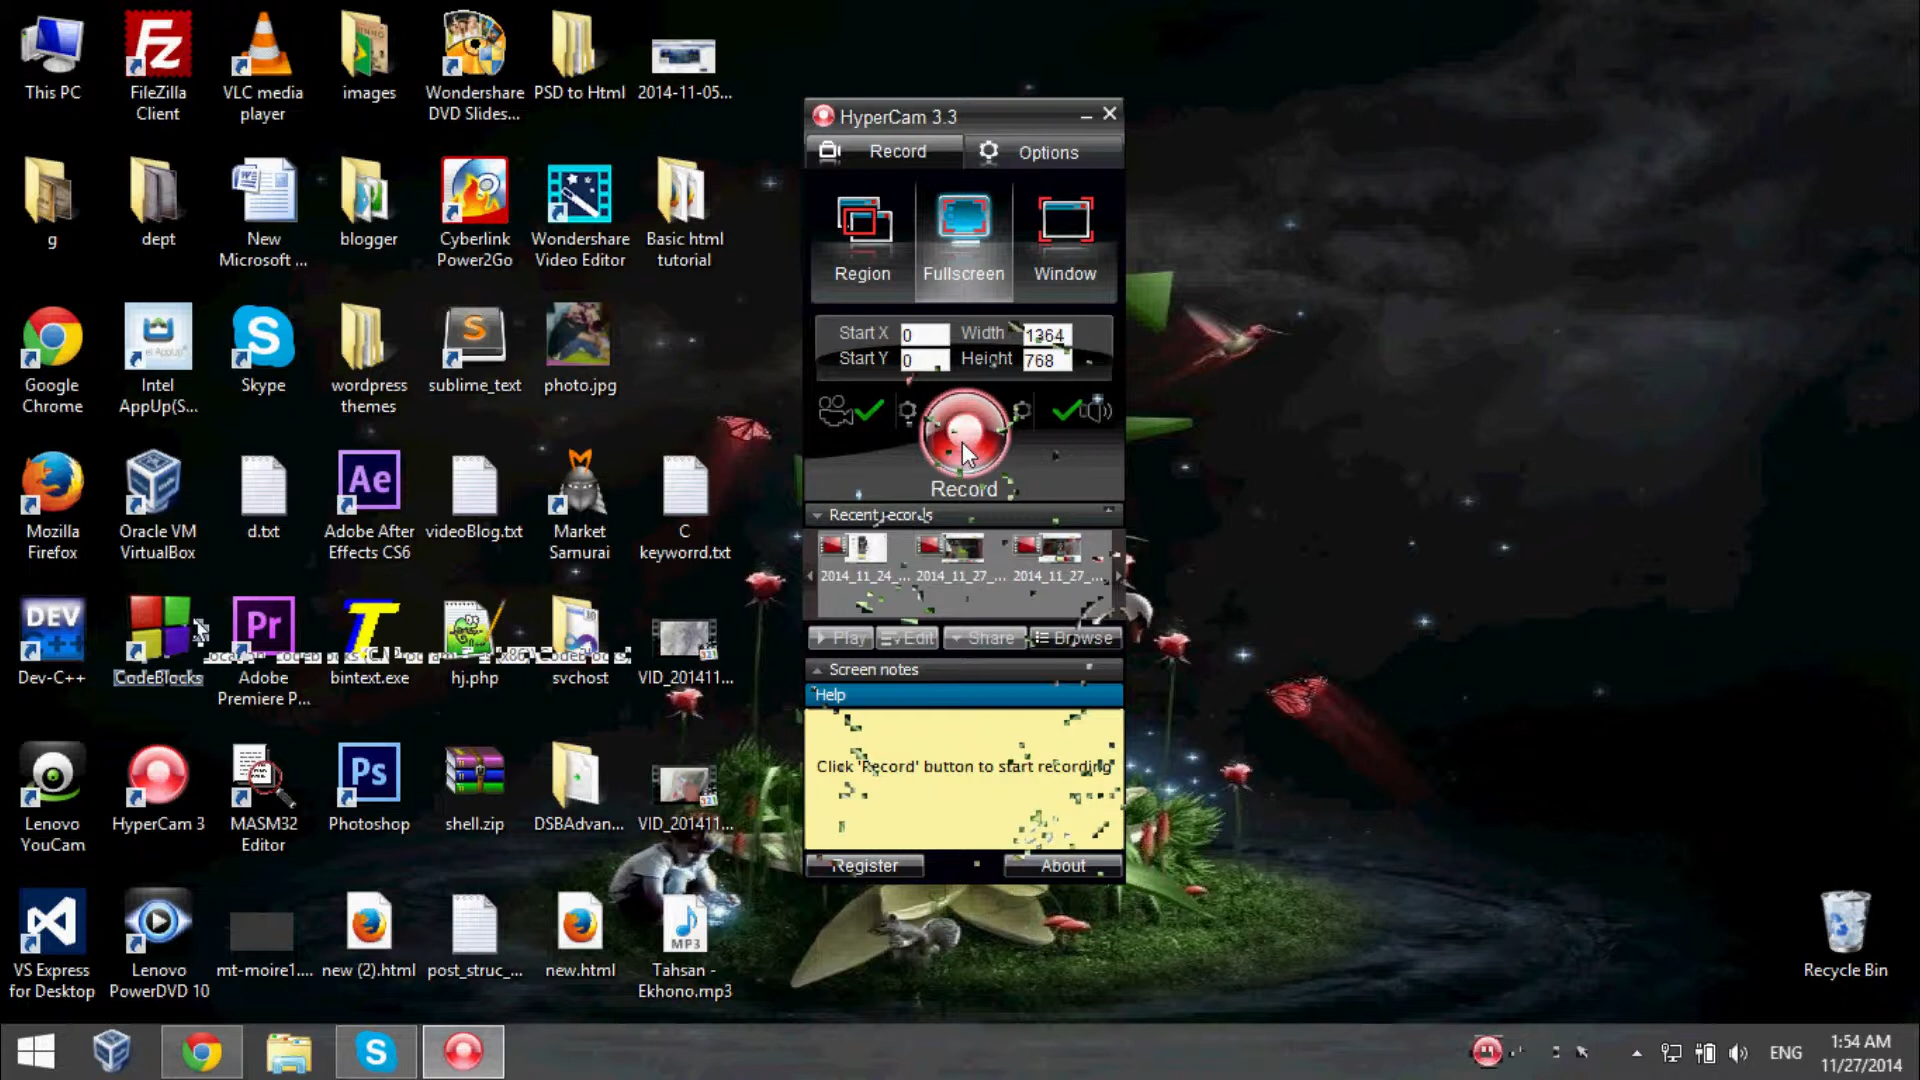 This PC
FileZilla
Client
VLC media
player
images
Wondershare
DVD Slides...
PSD to Html
2014-11-05...
g
dept
New
Microsoft ...
blogger
Cyberlink
Power2Go
Wondershare
Video Editor
Basic html
tutorial
Google
Chrome
Intel
AppUp(S...
Skype
wordpress
themes
sublime_text
photo.jpg
Mozilla
Firefox
Oracle VM
VirtualBox
d.txt
Adobe After
Effects CS6
videoBlog.txt
Market
Samurai
C
keyworrd.txt
Dev-C++
CodeBlocks
Adobe
Premiere P...
bintext.exe
hj.php
svchost
VID_201411...
Lenovo
YouCam
HyperCam 3
MASM32
Editor
Photoshop
shell.zip
DSBAdvan...
VID_201411...
VS Express
for Desktop
Lenovo
PowerDVD 10
mt-moire1....
new (2).html
post_struc_...
new.html
MP3
Tahsan -
Ekhono.mp3
HyperCam 3.3
Record
Options
Region
Fullscreen
Window
Start X 0 Width 1364
Start Y 0 Height 768
Record
Recent records
2014_11_24_...
2014_11_27_...
2014_11_27_...
Play
Edit
Share
Browse
Screen notes
Help
Click 'Record' button to start recording
Register
About
Recycle Bin
ENG
1:54 AM
11/27/2014